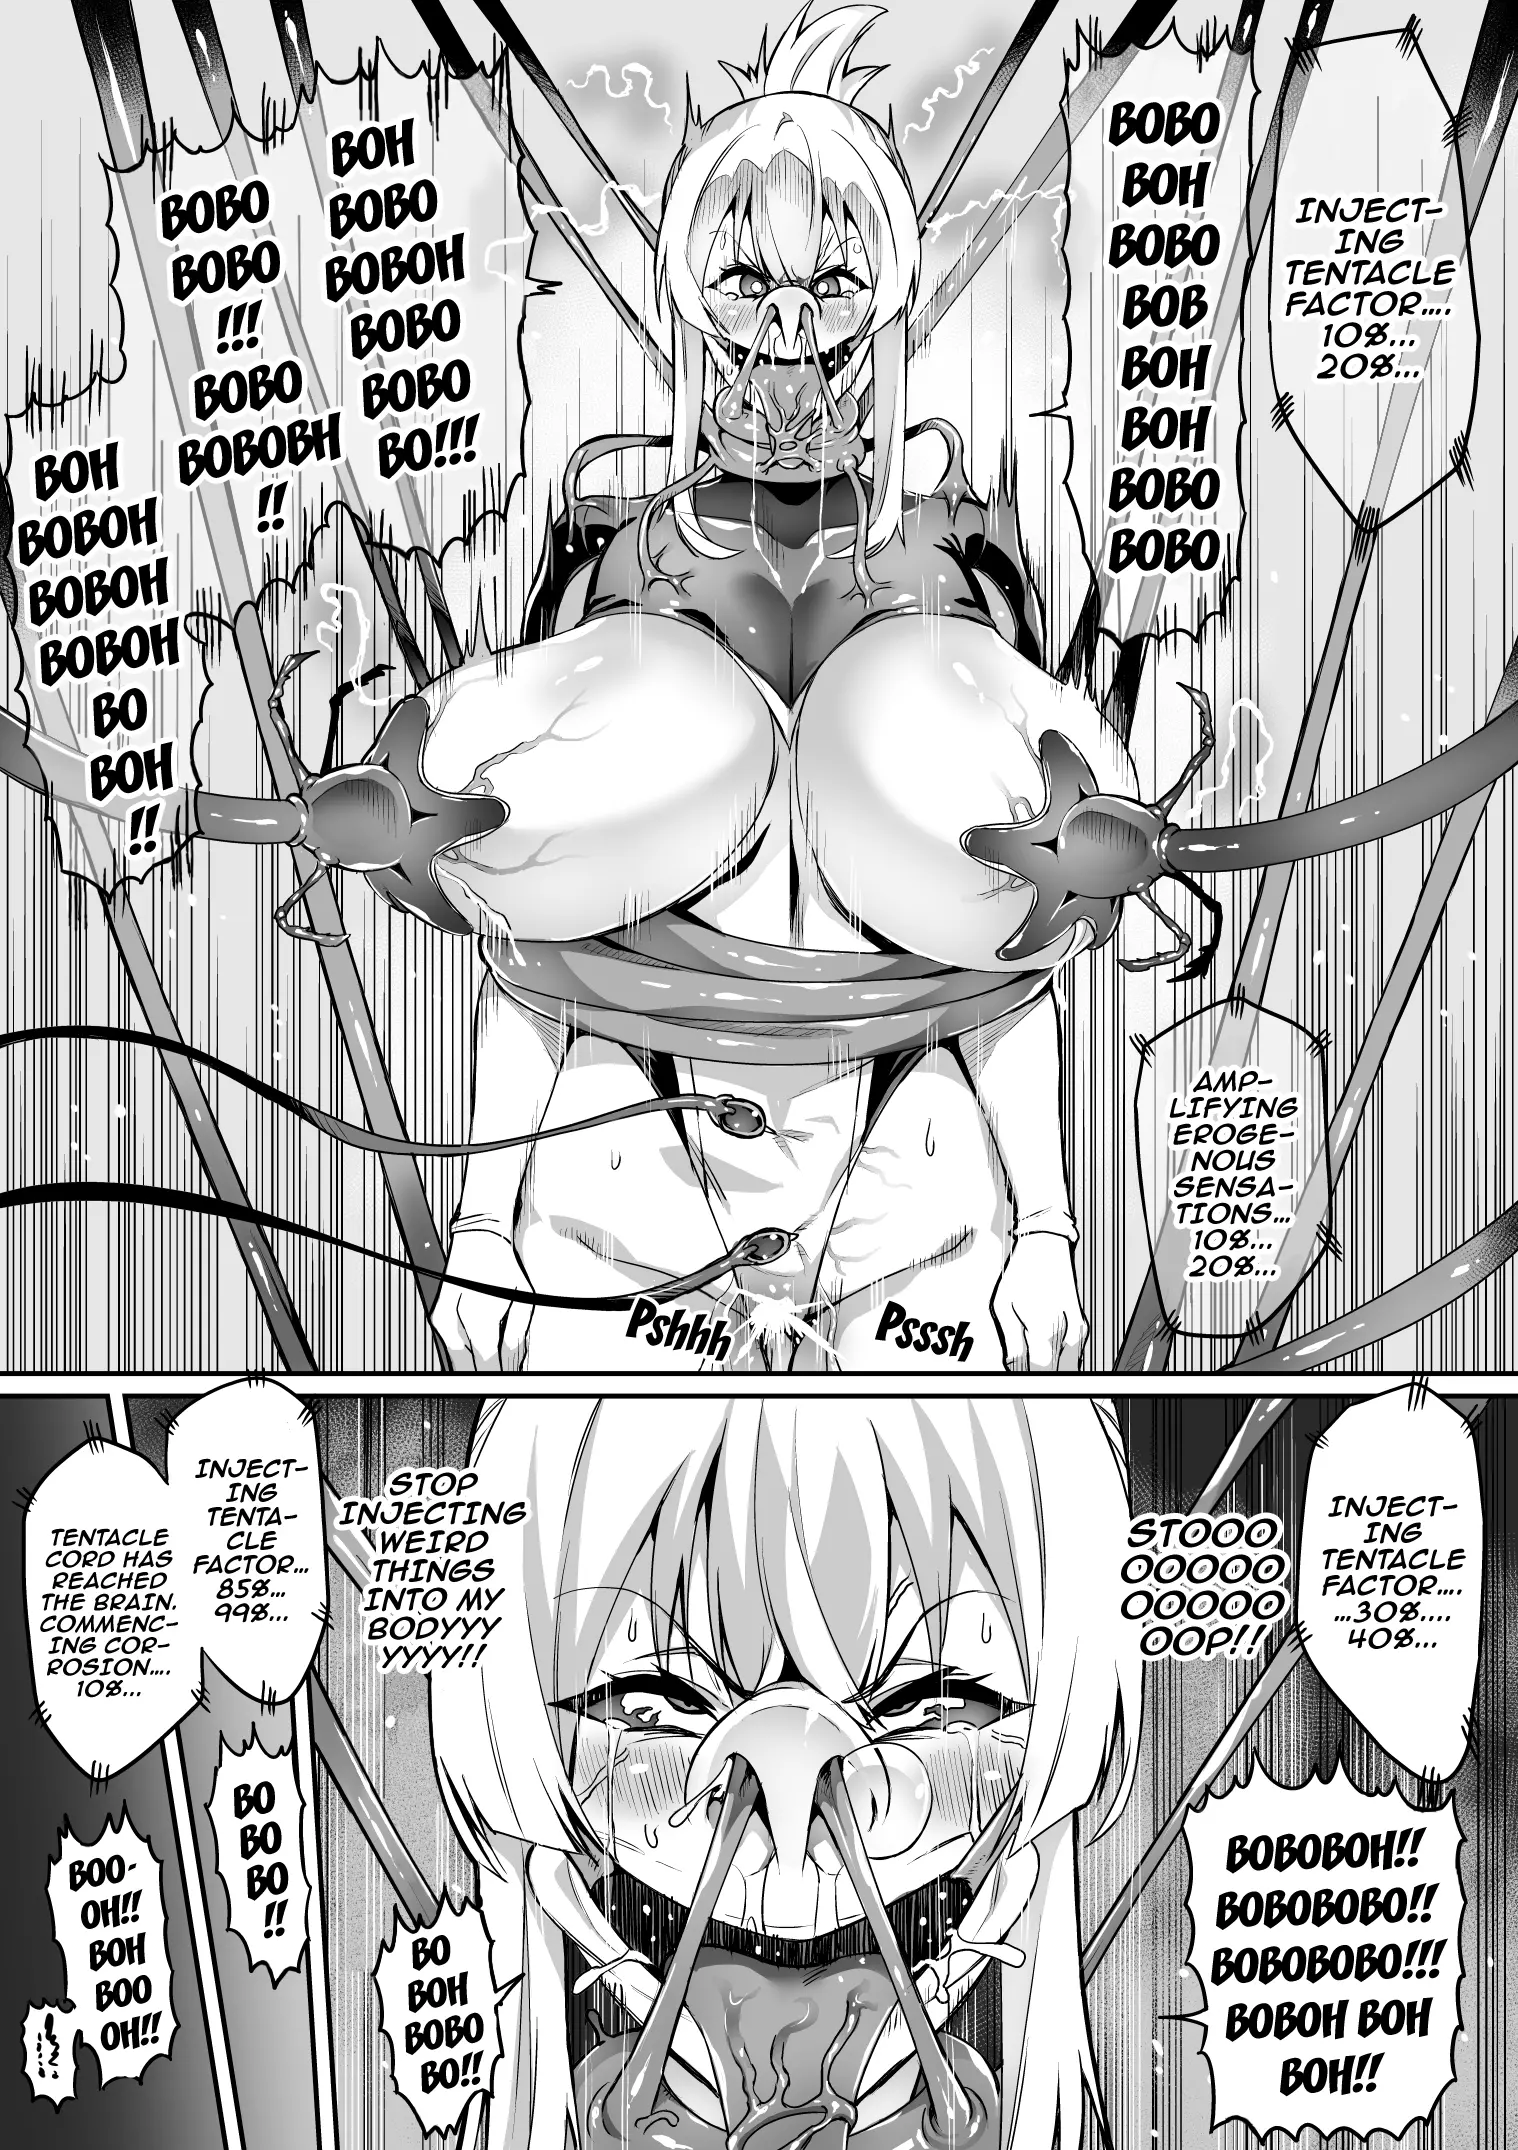 INJECT-
ING
TENTACLE
FACTOR....
10%...
20%...
BOBO
BOH
BOBO
BOB
BOH
BOH
BOBO
BOBO
BOH
BOBO
BOBOH
BOBO
BOBO
BO!!!
BOBO
BOBO
!!!
BOBO
BOBOBH
!!
BOH
BOBOH
BOBOH
BOBOH
BO
BOH
!!
AMP-
LIFYING
EROGE-
NOUS
SENSA-
TIONS...
10%...
20%...
Pshhh
Psssh
INJECT-
ING
TENTACLE
FACTOR....
...30%....
40%...
STOOO
OOOOOO
OOOOOO
OOP!!
BOBOBOH!!
BOBOBOBO!!
BOBOBOBO!!!
BOBOH BOH
BOH!!
STOP
INJECTING
WEIRD
THINGS
INTO MY
BODYYY
YYYY!!
BO
BOH
BOBO
BO!!
INJECT-
ING
TENTA-
CLE
FACTOR...
85%...
99%...
TENTACLE
CORD HAS
REACHED
THE BRAIN.
COMMENC-
ING COR-
ROSION....
10%...
BO
BO
BO
!!
BOO-
OH!!
BOH
BOO
OH!!